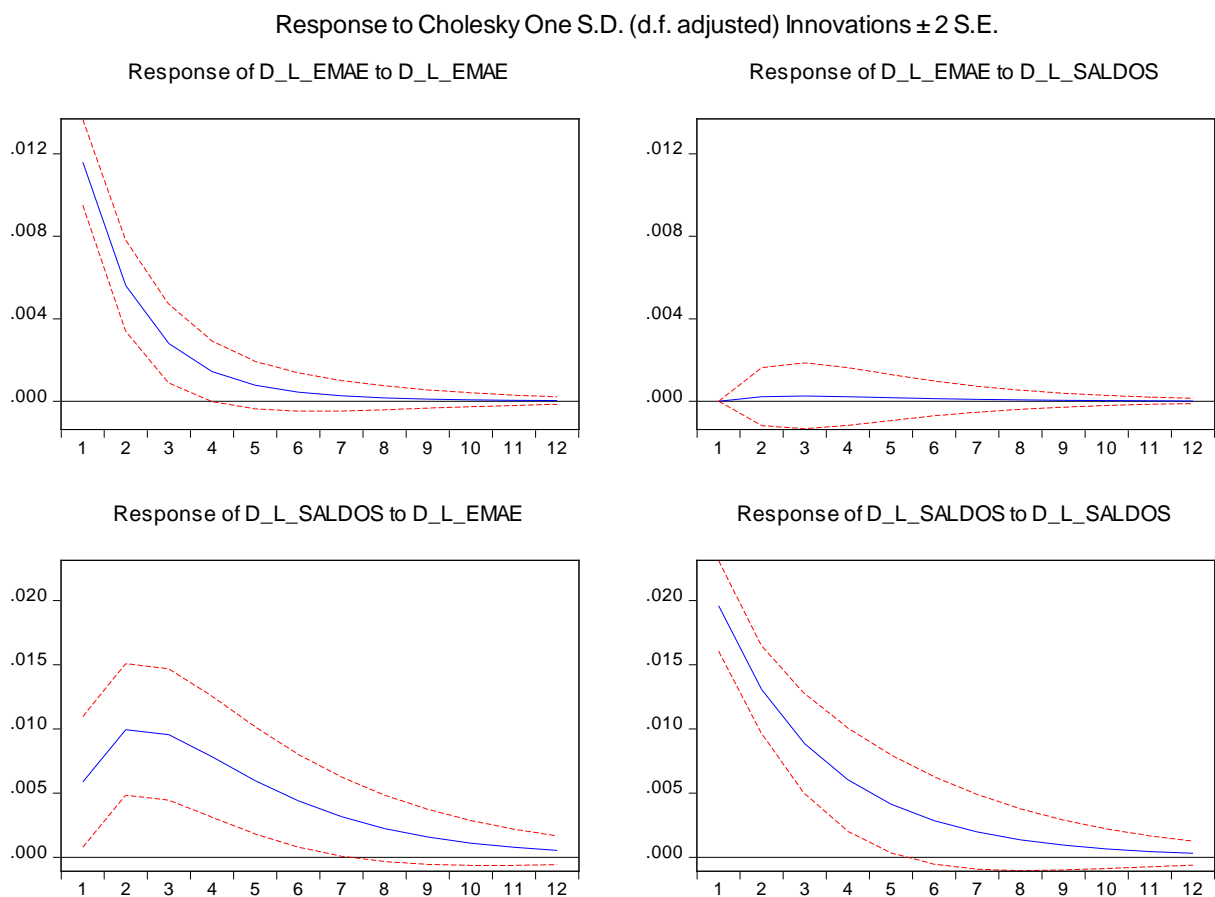 Response to Cholesky One S.D. (d.f. adjusted) Innovations ± 2 S.E.
Response of D_L_EMAE to D_L_EMAE
.012
.008
.004
.000
1 2 3 4 5 6 7 8 9 10 11 12
Response of D_L_EMAE to D_L_SALDOS
.012
.008
.004
.000
1 2 3 4 5 6 7 8 9 10 11 12
Response of D_L_SALDOS to D_L_EMAE
.020
.015
.010
.005
.000
1 2 3 4 5 6 7 8 9 10 11 12
Response of D_L_SALDOS to D_L_SALDOS
.020
.015
.010
.005
.000
1 2 3 4 5 6 7 8 9 10 11 12